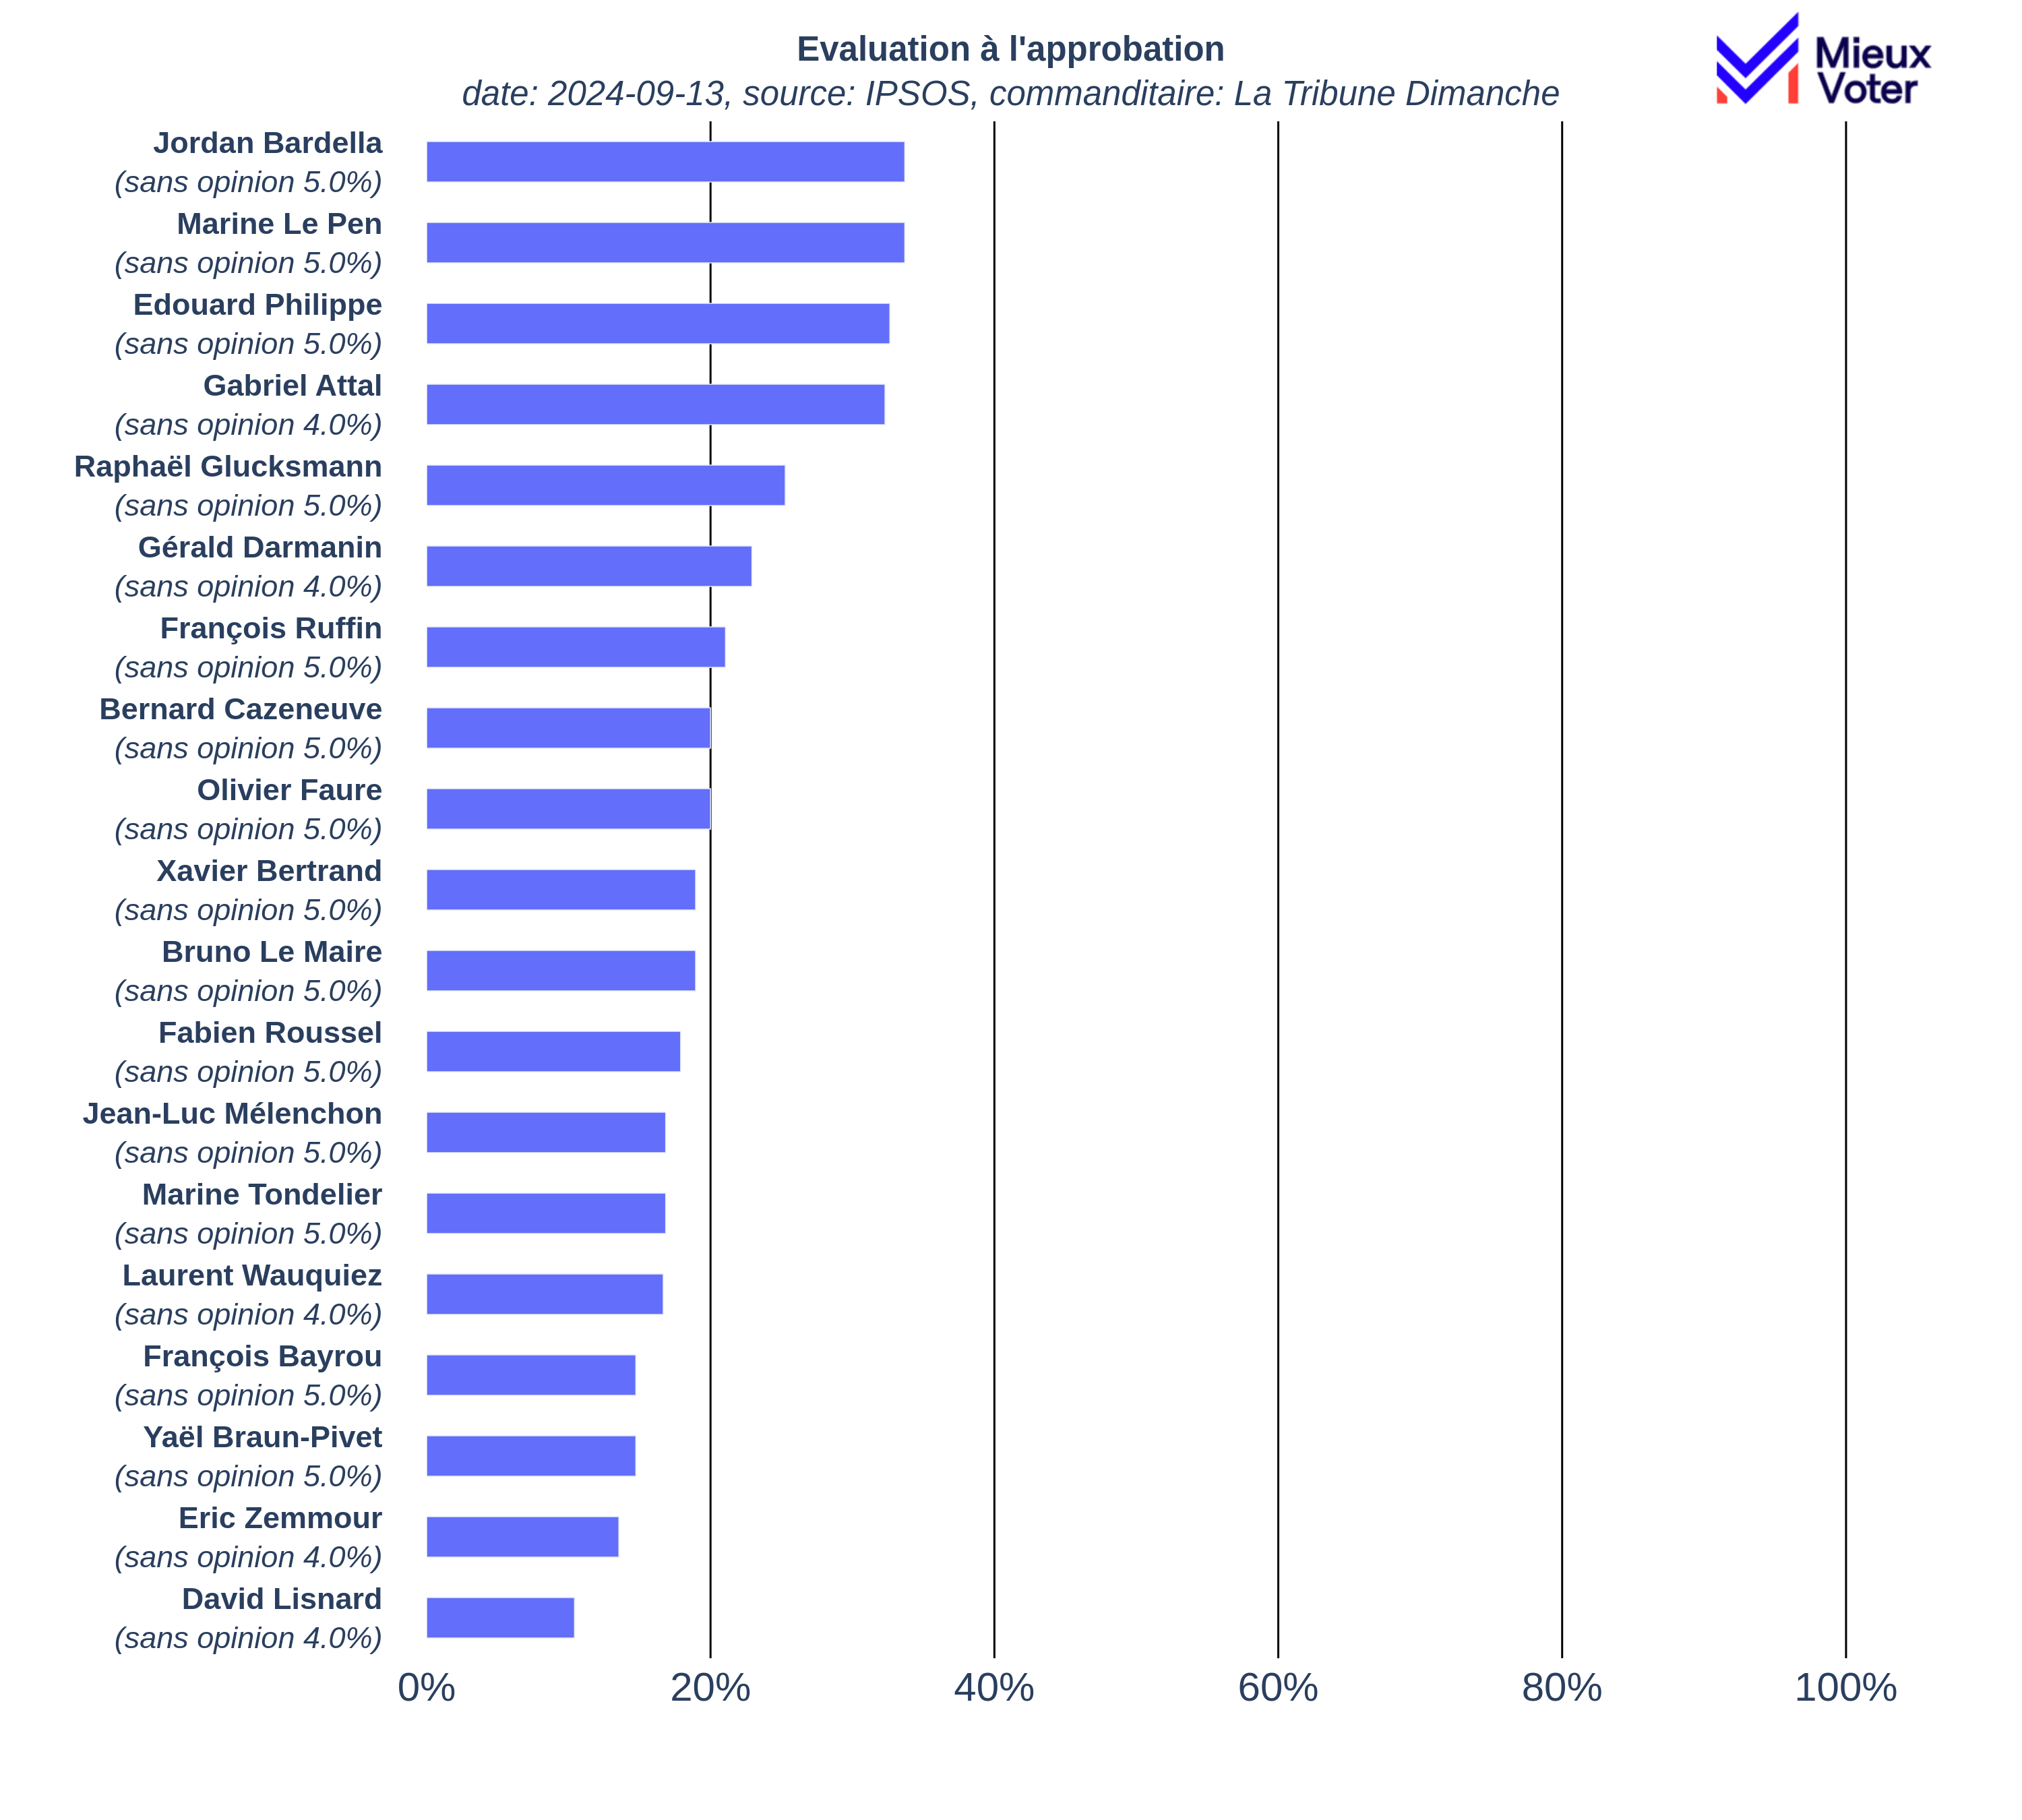 Evaluation à l'approbation
date: 2024-09-13, source: IPSOS, commanditaire: La Tribune Dimanche
Mieux
Voter
Jordan Bardella
(sans opinion 5.0%)
Marine Le Pen
(sans opinion 5.0%)
Edouard Philippe
(sans opinion 5.0%)
Gabriel Attal
(sans opinion 4.0%)
Raphaël Glucksmann
(sans opinion 5.0%)
Gérald Darmanin
(sans opinion 4.0%)
François Ruffin
(sans opinion 5.0%)
Bernard Cazeneuve
(sans opinion 5.0%)
Olivier Faure
(sans opinion 5.0%)
Xavier Bertrand
(sans opinion 5.0%)
Bruno Le Maire
(sans opinion 5.0%)
Fabien Roussel
(sans opinion 5.0%)
Jean-Luc Mélenchon
(sans opinion 5.0%)
Marine Tondelier
(sans opinion 5.0%)
Laurent Wauquiez
(sans opinion 4.0%)
François Bayrou
(sans opinion 5.0%)
Yaël Braun-Pivet
(sans opinion 5.0%)
Eric Zemmour
(sans opinion 4.0%)
David Lisnard
(sans opinion 4.0%)
0% 20% 40% 60% 80% 100%